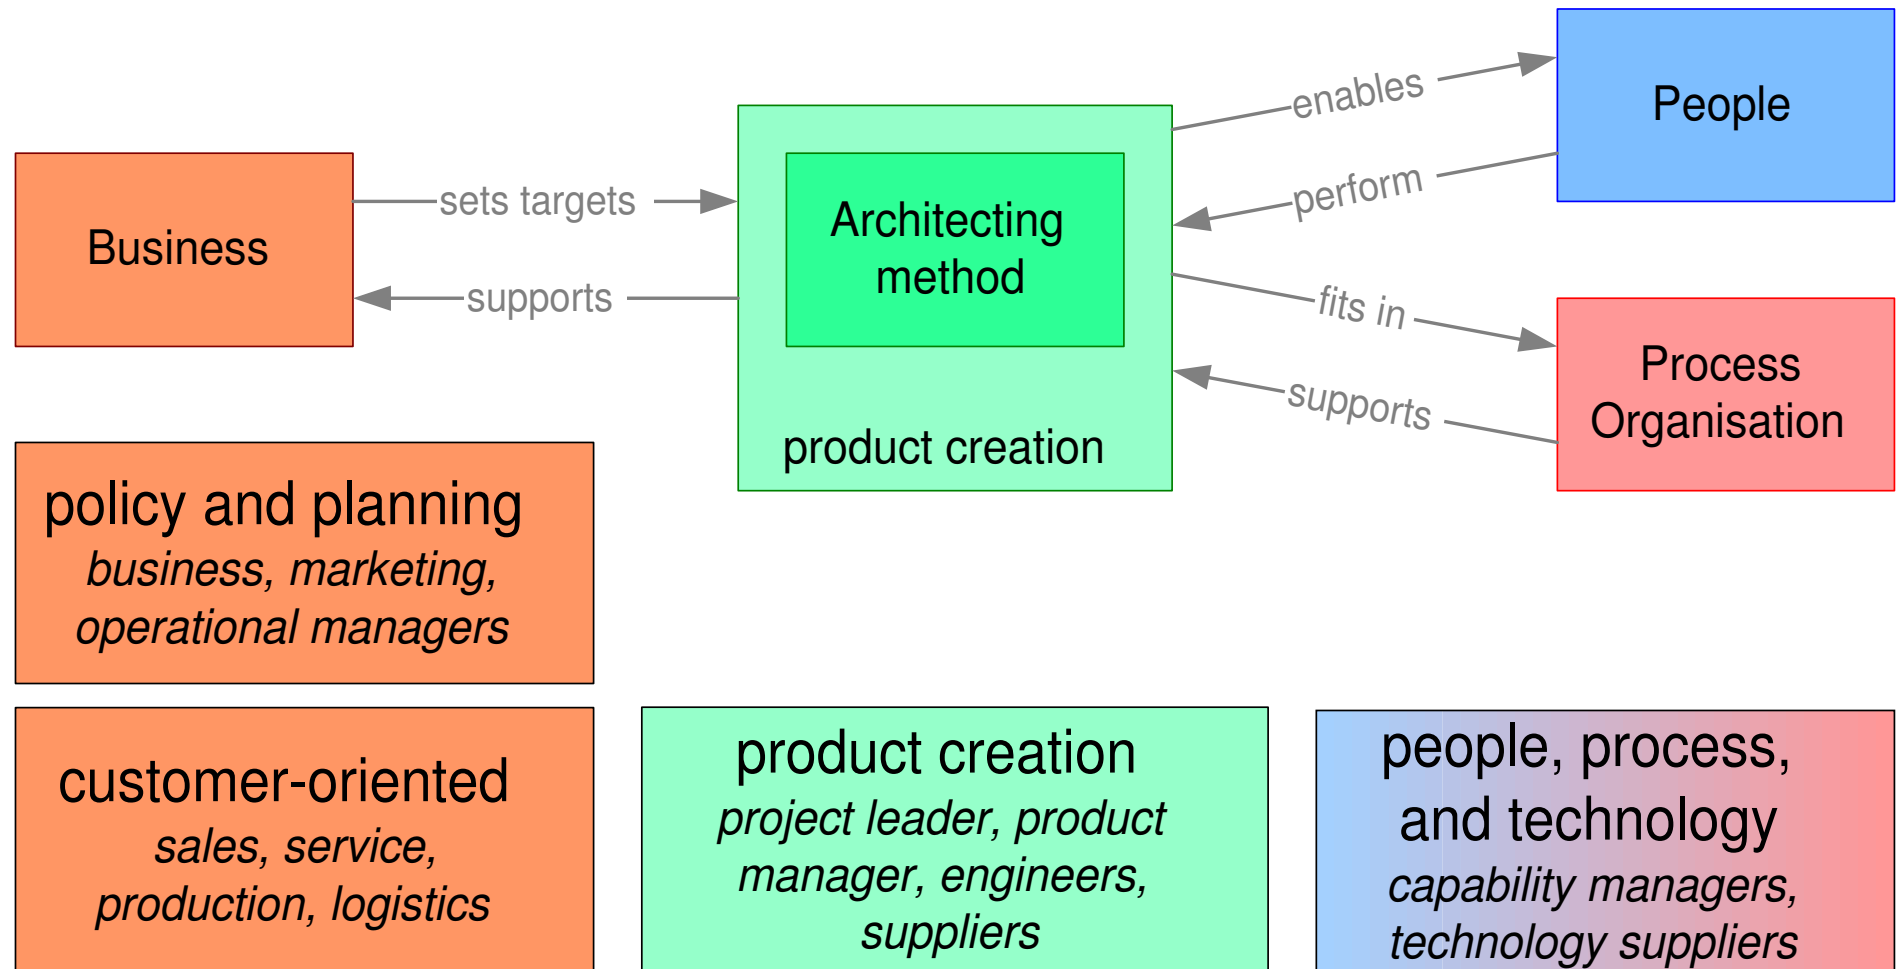 Business
sets targets
supports
Architecting
method
product creation
enables
perform
fits in
supports
People
Process
Organisation
policy and planning
business, marketing,
operational managers
customer-oriented
sales, service,
production, logistics
product creation
project leader, product
manager, engineers,
suppliers
people, process,
and technology
capability managers,
technology suppliers